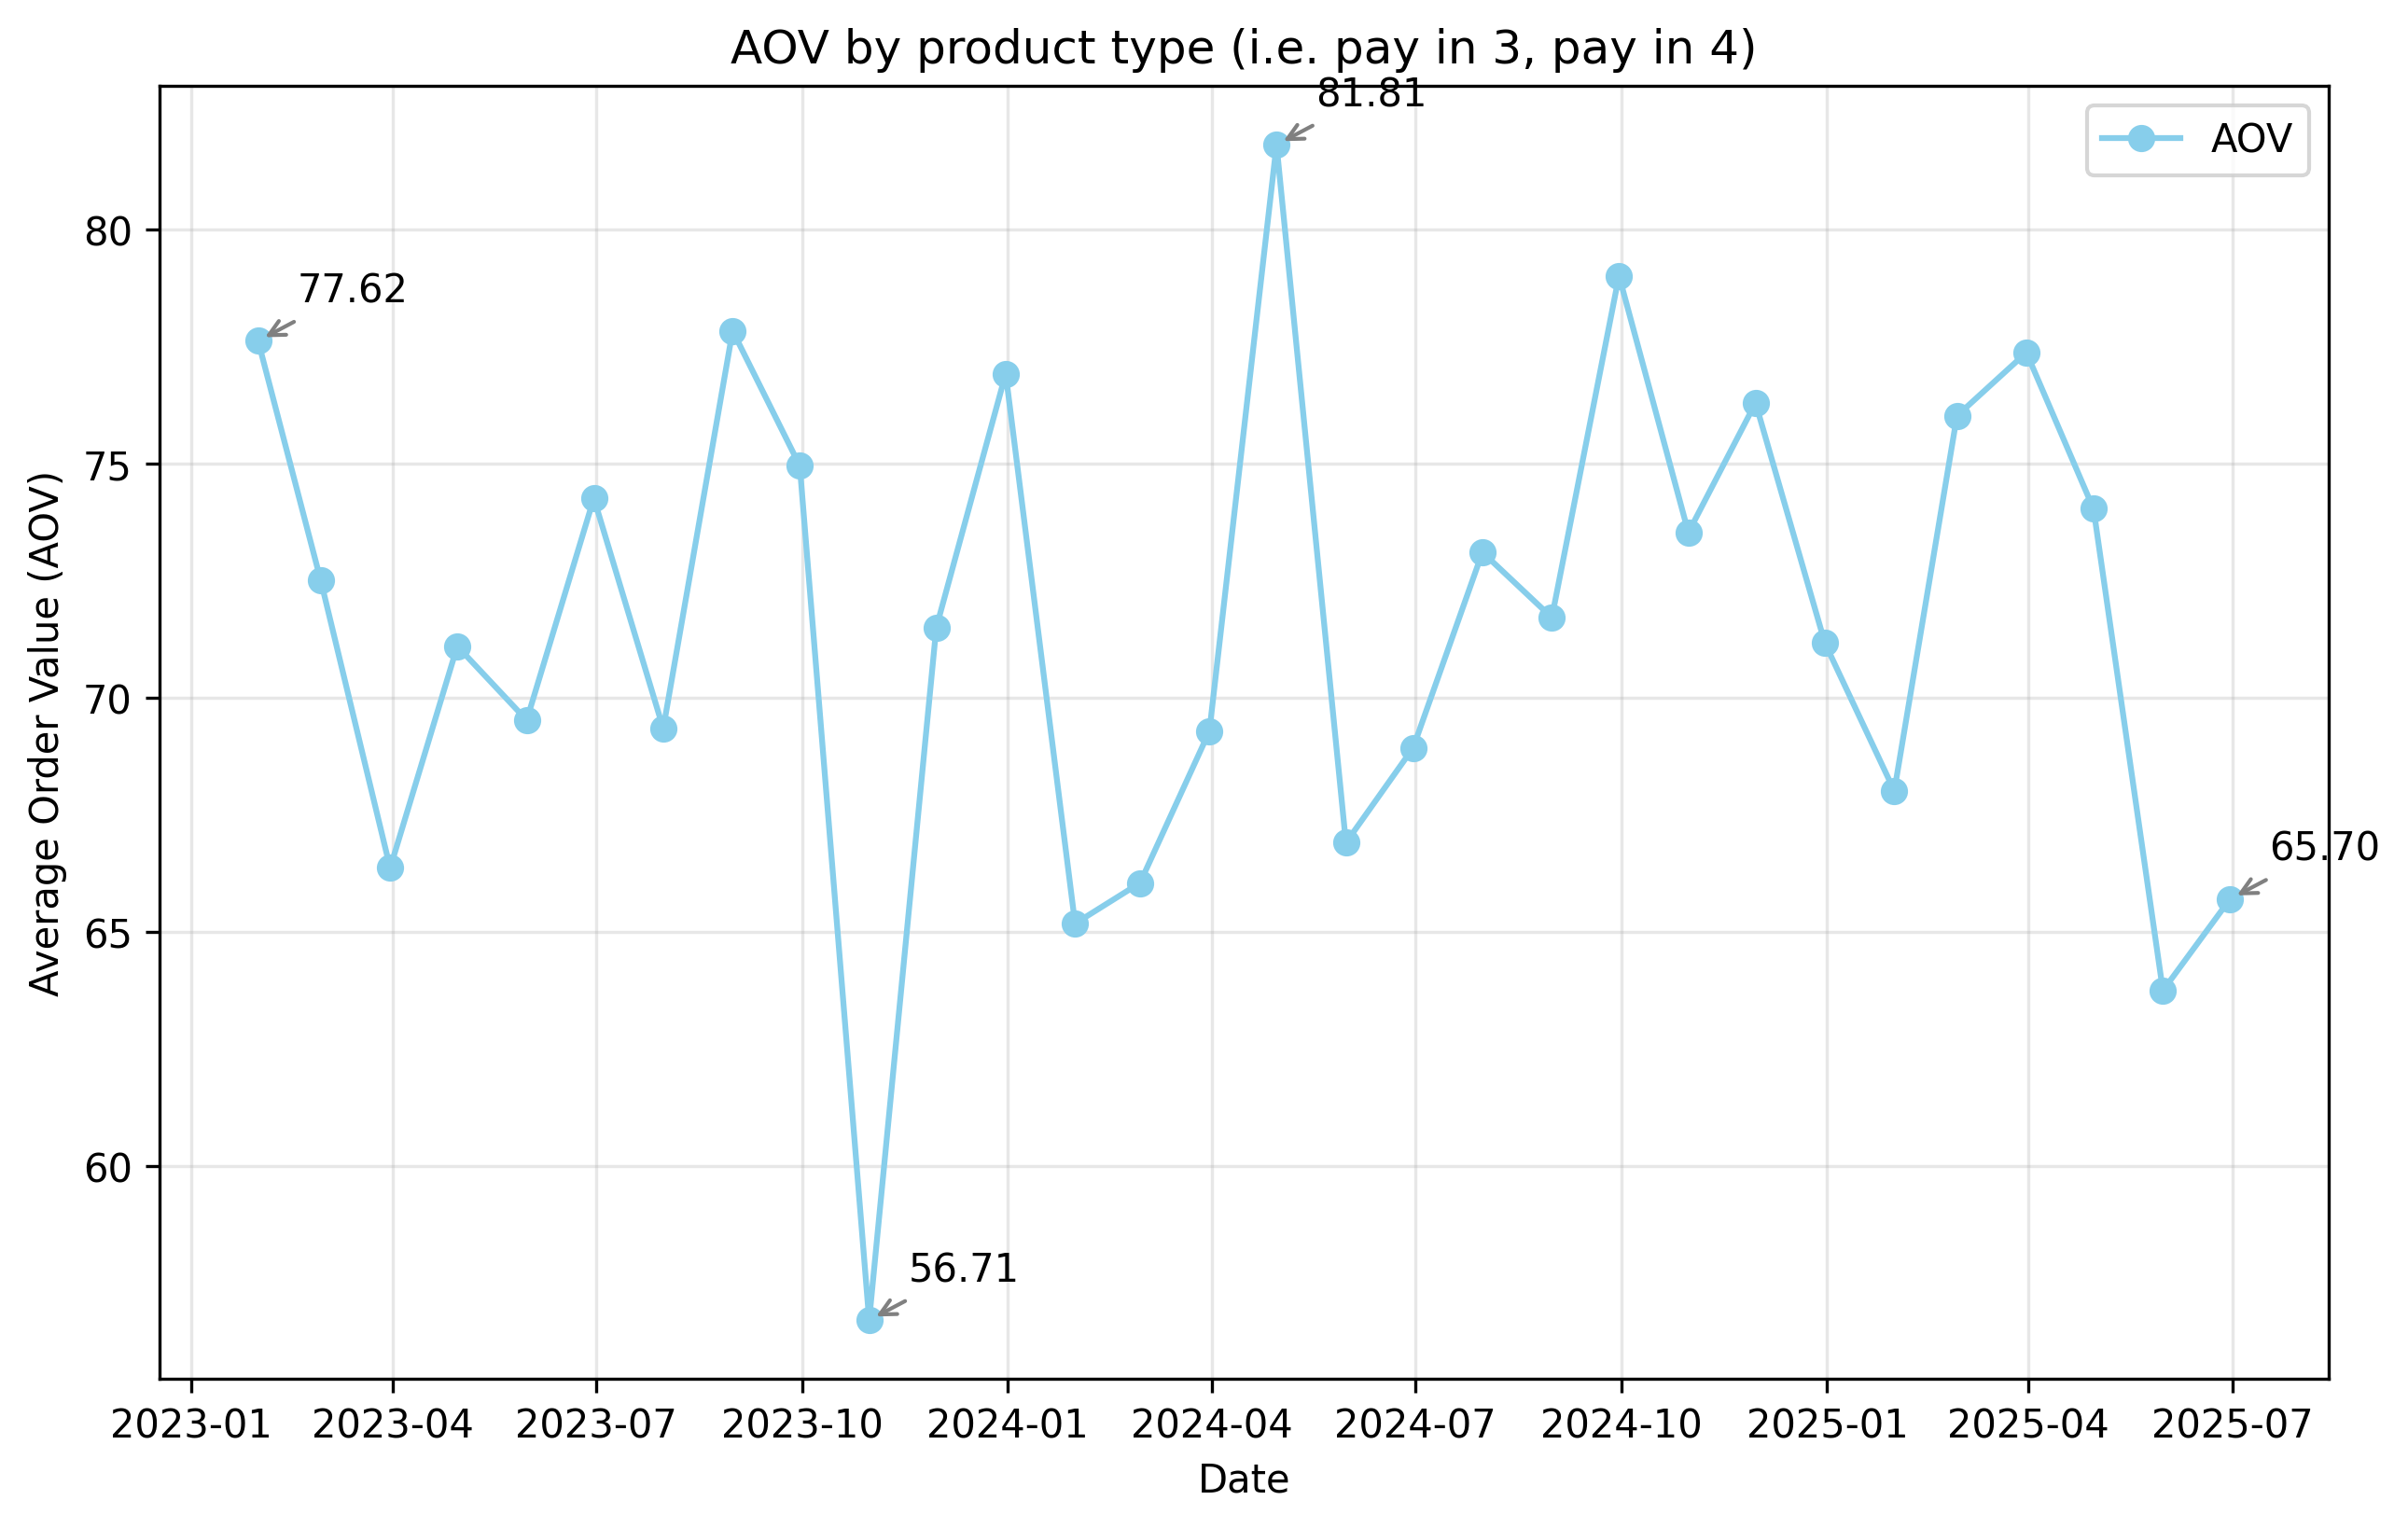 AOV by product type (i.e. pay in 3, pay in 4)
81.81
AOV
80
77.62
75
70
65.70
65
60
56.71
Average Order Value (AOV)
2023-01 2023-04 2023-07 2023-10 2024-01 2024-04 2024-07 2024-10 2025-01 2025-04 2025-07
Date